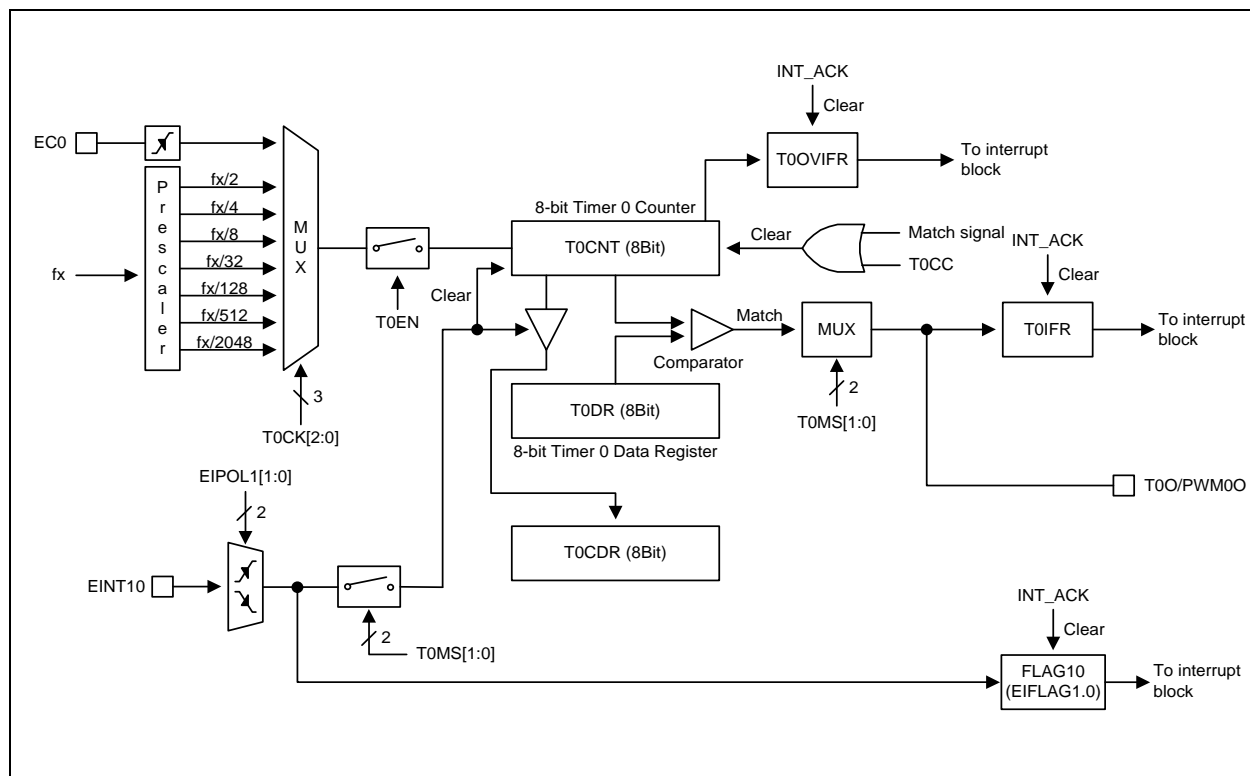 INT_ACK
Clear
EC0
T0OVIFR
To interrupt
block
Prescaler
fx/2
fx/4
fx/8
fx/32
fx/128
fx/512
fx/2048
fx
MUX
3
T0CK[2:0]
T0EN
8-bit Timer 0 Counter
T0CNT (8Bit)
Clear
Match signal
T0CC
INT_ACK
Clear
Clear
Match
Comparator
MUX
2
T0MS[1:0]
T0IFR
To interrupt
block
T0DR (8Bit)
8-bit Timer 0 Data Register
T0O/PWM0O
T0CDR (8Bit)
EIPOL1[1:0]
2
EINT10
2
T0MS[1:0]
INT_ACK
Clear
FLAG10
(EIFLAG1.0)
To interrupt
block